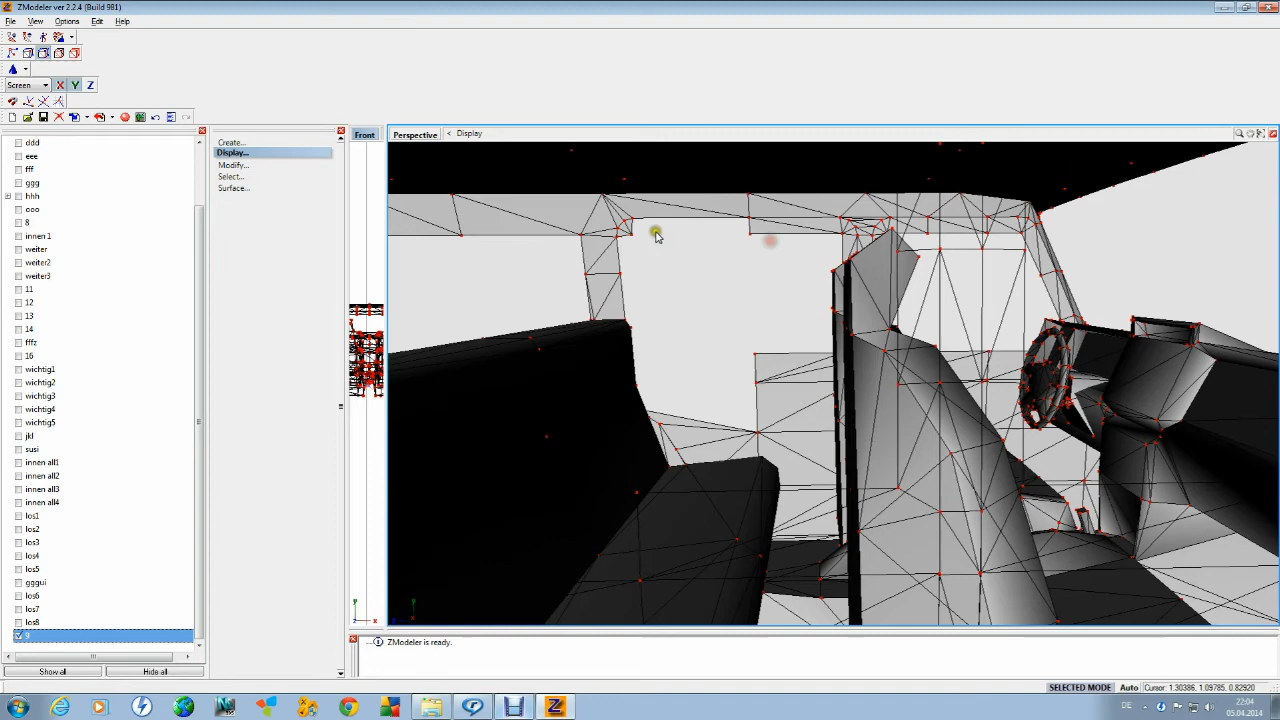 ZModeler ver 2.2.4 (Build 981)
File View Options Edit Help
Screen X Y Z
ddd
eee
fff
ggg
hhh
ooo
8
innen 1
weiter
weiter2
weiter3
11
12
13
14
fffz
16
wichtig1
wichtig2
wichtig3
wichtig4
wichtig5
jkl
susi
innen all1
innen all2
innen all3
innen all4
los1
los2
los3
los4
los5
gggui
los6
los7
los8
9
Show all Hide all
Create...
Display...
Modify...
Select...
Surface...
Front
Perspective < Display
ZModeler is ready.
SELECTED MODE Auto Cursor: 1.30386, 1.09785, 0.82920
DE
22:04
05.04.2014